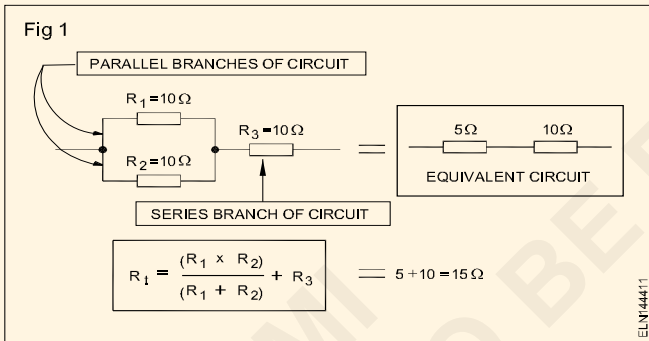 Fig 1
PARALLEL BRANCHES OF CIRCUIT
R1=10Ω
R2=10Ω
R3=10Ω
SERIES BRANCH OF CIRCUIT
=
5Ω 10Ω
EQUIVALENT CIRCUIT
Rt = (R1 x R2) / (R1 + R2) + R3 = 5+10=15Ω
ELN144411